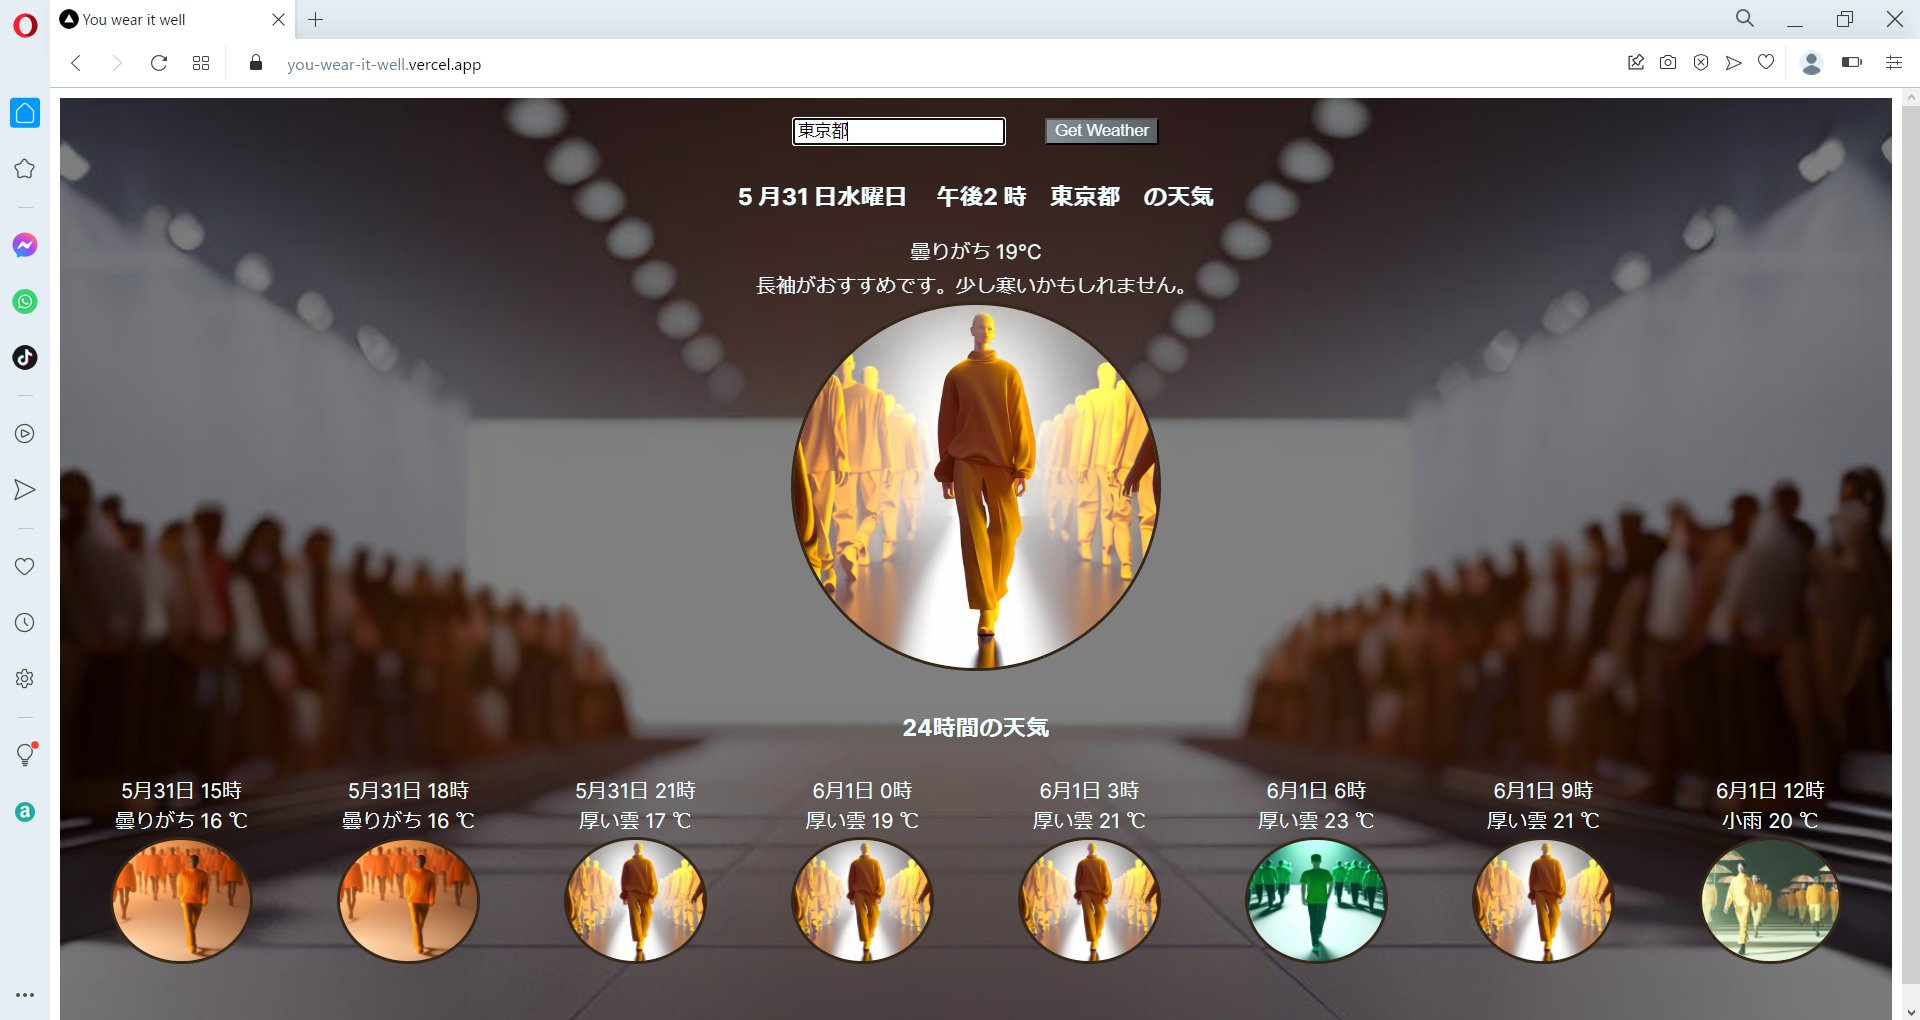 You wear it well
you-wear-it-well.vercel.app
東京都
Get Weather
5 月31 日水曜日　午後2 時　東京都　の天気
曇りがち 19°C
長袖がおすすめです。少し寒いかもしれません。
24時間の天気
5月31日 15時
曇りがち 16 ℃
5月31日 18時
曇りがち 16 ℃
5月31日 21時
厚い雲 17 ℃
6月1日 0時
厚い雲 19 ℃
6月1日 3時
厚い雲 21 ℃
6月1日 6時
厚い雲 23 ℃
6月1日 9時
厚い雲 21 ℃
6月1日 12時
小雨 20 ℃